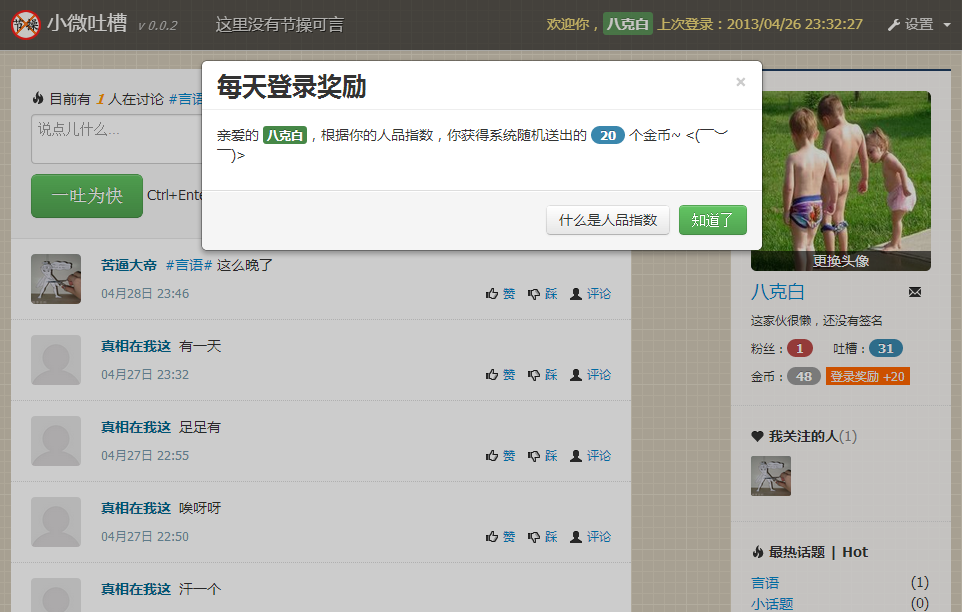 节操
小微吐槽 v 0.0.2 这里没有节操可言 欢迎你，八克白 上次登录：2013/04/26 23:32:27 设置
每天登录奖励 ×
亲爱的 八克白，根据你的人品指数，你获得系统随机送出的 20 个金币~ <(￣︶
￣)>
什么是人品指数 知道了
目前有 1 人在讨论 #言语
说点儿什么...
一吐为快 Ctrl+Ente
苦逼大帝 #言语# 这么晚了
04月28日 23:46 赞 踩 评论
真相在我这 有一天
04月27日 23:32 赞 踩 评论
真相在我这 足足有
04月27日 22:55 赞 踩 评论
真相在我这 唉呀呀
04月27日 22:50 赞 踩 评论
真相在我这 汗一个
更换头像
八克白
这家伙很懒，还没有签名
粉丝：1 吐槽：31
金币：48 登录奖励 +20
我关注的人(1)
最热话题 | Hot
言语 (1)
小话题 (0)